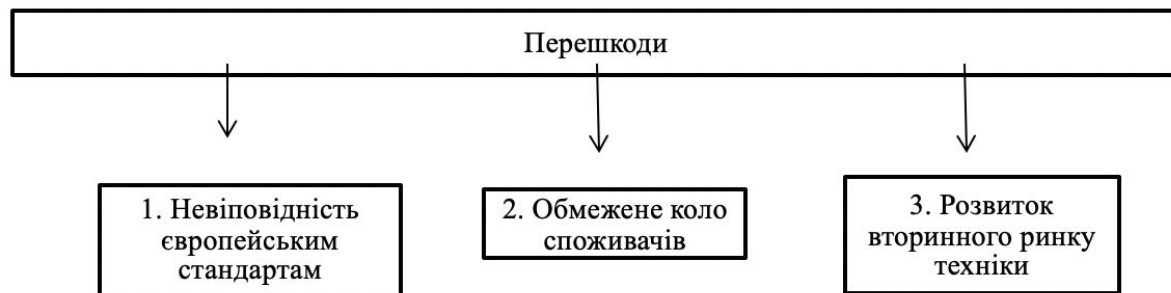 Перешкоди
1. Невіповідність
європейським
стандартам
2. Обмежене коло
споживачів
3. Розвиток
вторинного ринку
техніки